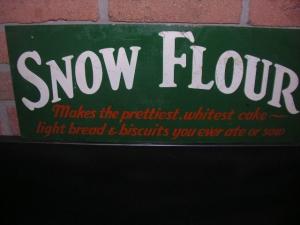 SNOW FLOUR
Makes the prettiest, whitest cake~
light bread & biscuits you ever ate or saw